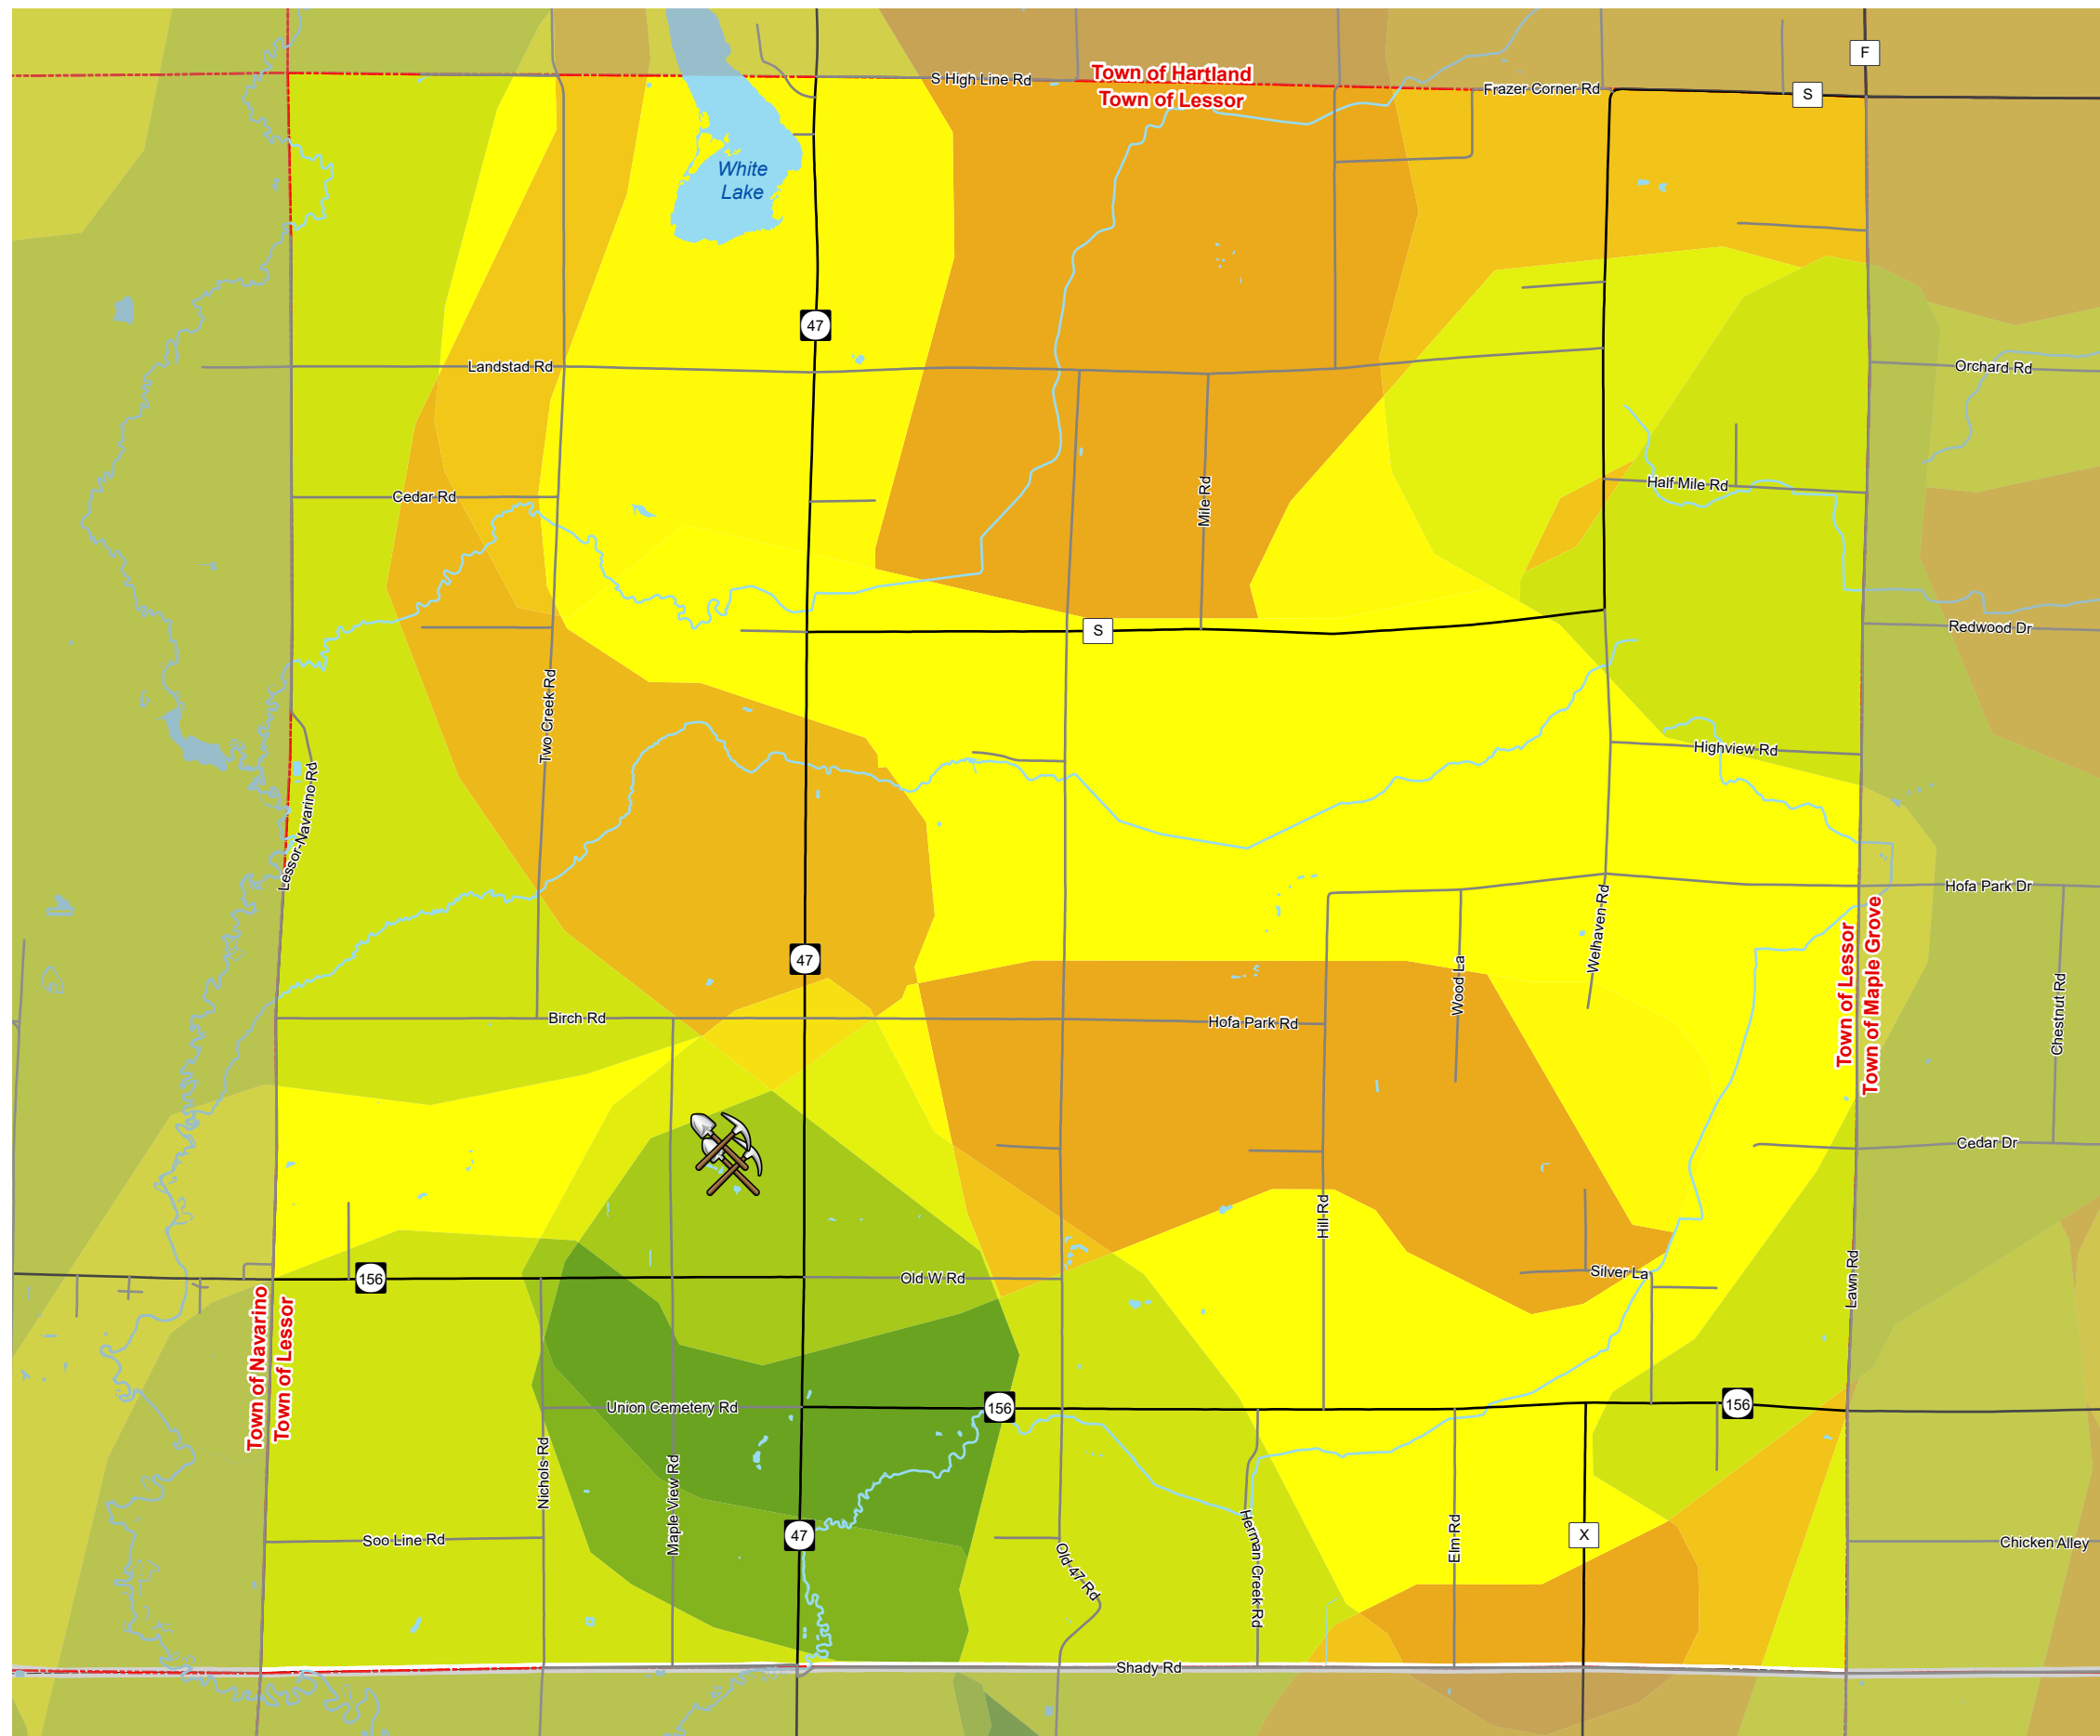 F
S High Line Rd
Town of Hartland
Town of Lessor
Frazer Corner Rd
S
White
Lake
47
Landstad Rd
Orchard Rd
Cedar Rd
Mile Rd
Half Mile Rd
S
Redwood Dr
Two Creek Rd
Lessor-Navarino Rd
Highview Rd
Hofa Park Dr
Welhaven Rd
Wood La
47
Town of Lessor
Town of Maple Grove
Chestnut Rd
Birch Rd
Hofa Park Rd
Cedar Dr
Hill Rd
Old W Rd
Silver La
Lawn Rd
156
Town of Navarino
Town of Lessor
Union Cemetery Rd
156
156
Nichols Rd
Maple View Rd
47
Soo Line Rd
Old 47 Rd
Herman Creek Rd
Elm Rd
X
Chicken Alley
Shady Rd